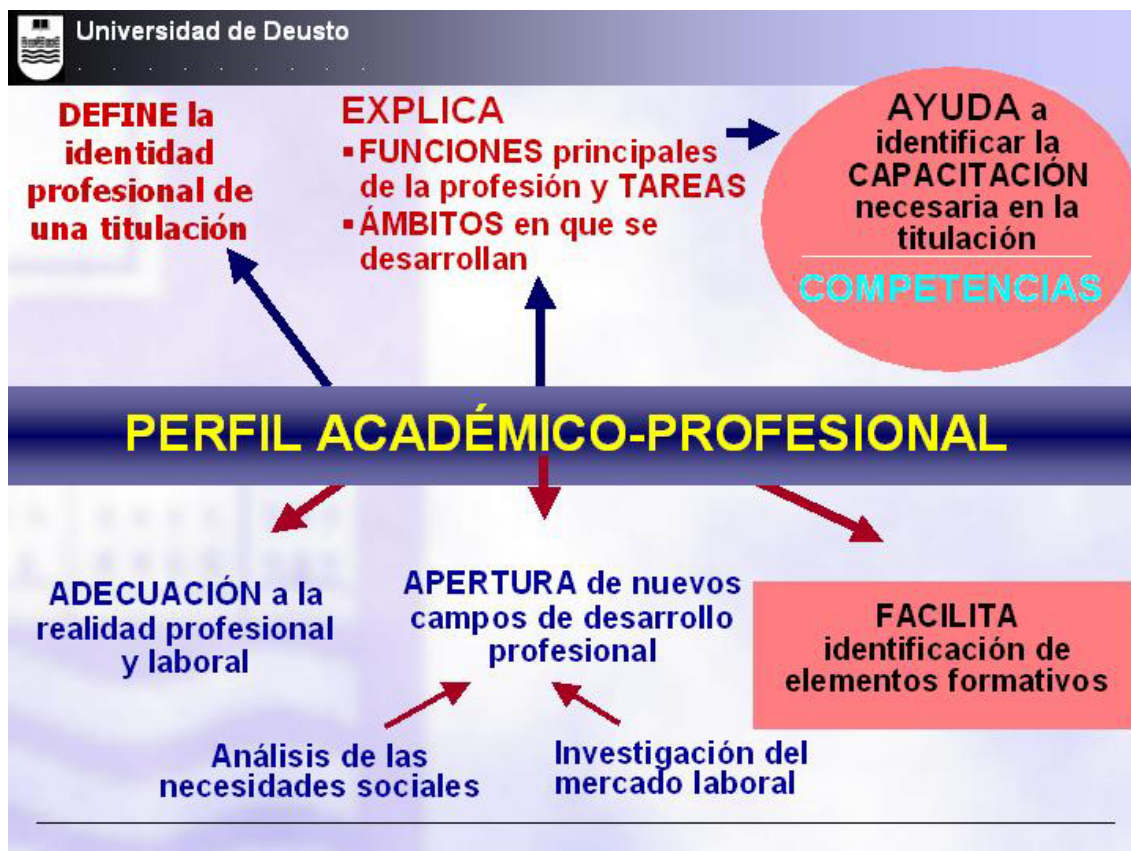 Universidad de Deusto
DEFINE la
identidad
profesional de
una titulación
EXPLICA
▪FUNCIONES principales
de la profesión y TAREAS
▪ÁMBITOS en que se
desarrollan
AYUDA a
identificar la
CAPACITACIÓN
necesaria en la
titulación
COMPETENCIAS
PERFIL ACADÉMICO-PROFESIONAL
ADECUACIÓN a la
realidad profesional
y laboral
APERTURA de nuevos
campos de desarrollo
profesional
FACILITA
identificación de
elementos formativos
Análisis de las
necesidades sociales
Investigación del
mercado laboral